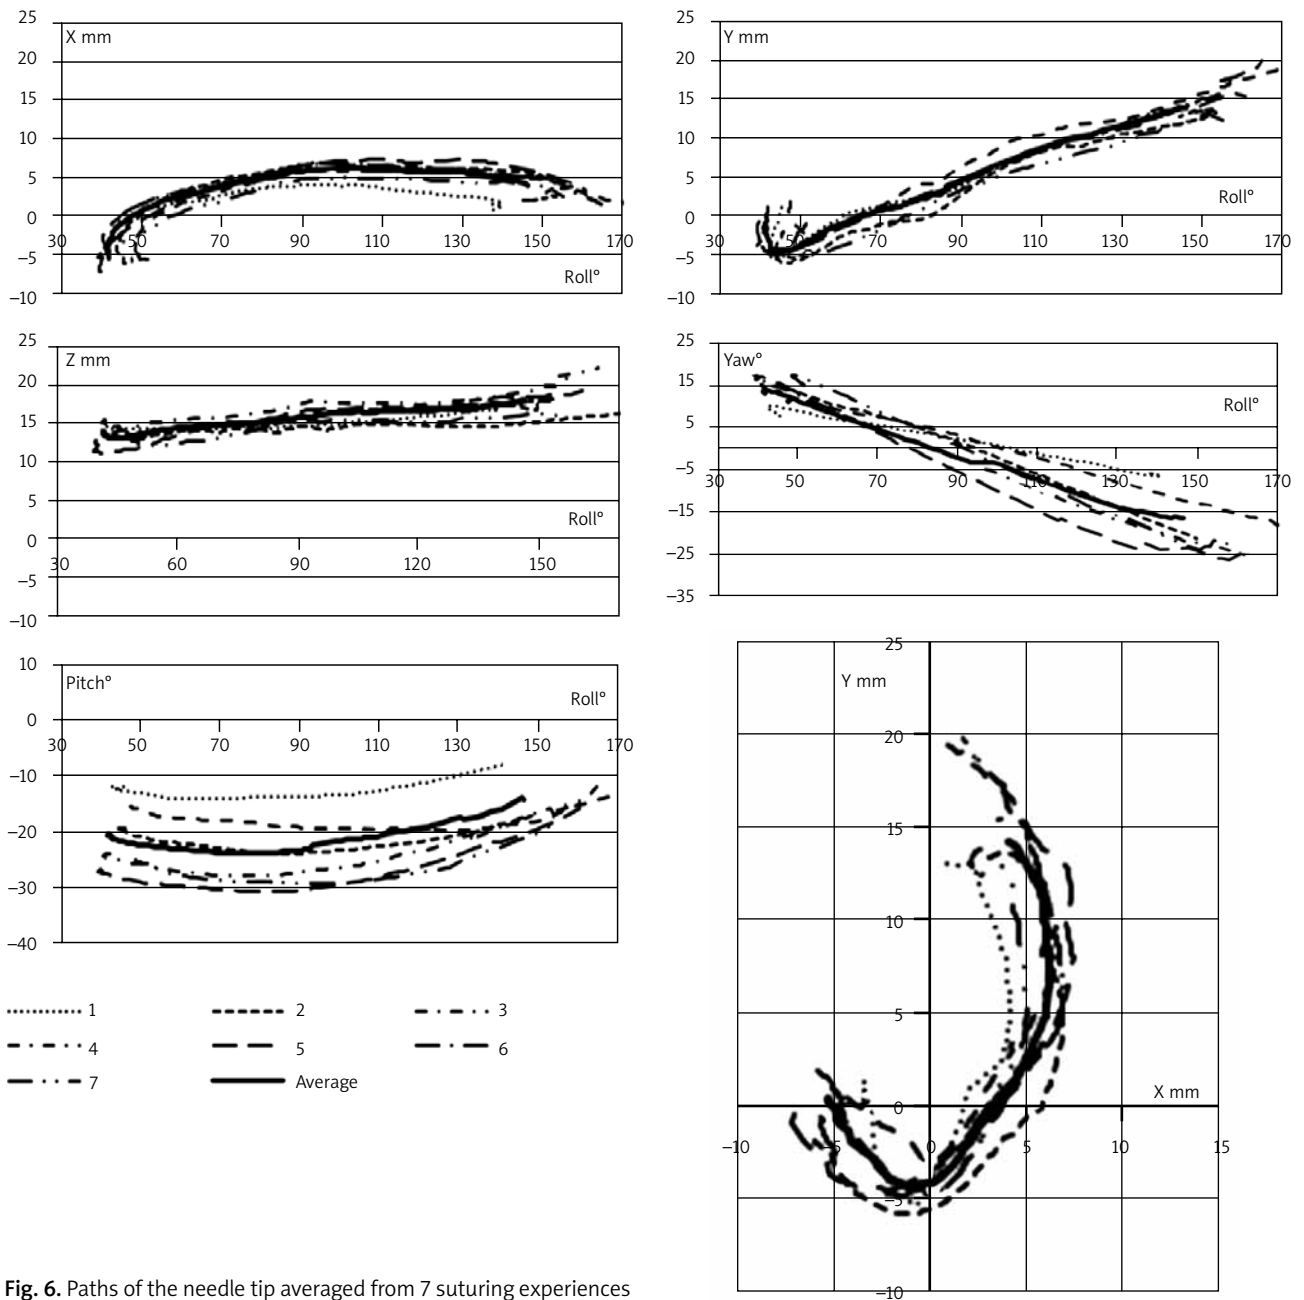 25
X mm
20
15
10
5
0
30 50 70 90 110 130 150 170
−5
Roll°
−10
25
Y mm
20
15
10
5
Roll°
0
30 50 70 90 110 130 150 170
−5
−10
25
Z mm
20
15
10
5
Roll°
0
30 60 90 120 150
−5
−10
25
Yaw°
15
Roll°
5
−5
30 50 70 90 110 130 150 170
−15
−25
−35
10
Pitch°
Roll°
0
30 50 70 90 110 130 150 170
−10
−20
−30
−40
25
Y mm
20
15
10
5
X mm
0
−10 −5 0 5 10 15
−5
−10
1 2 3
4 5 6
7 Average
Fig. 6. Paths of the needle tip averaged from 7 suturing experiences